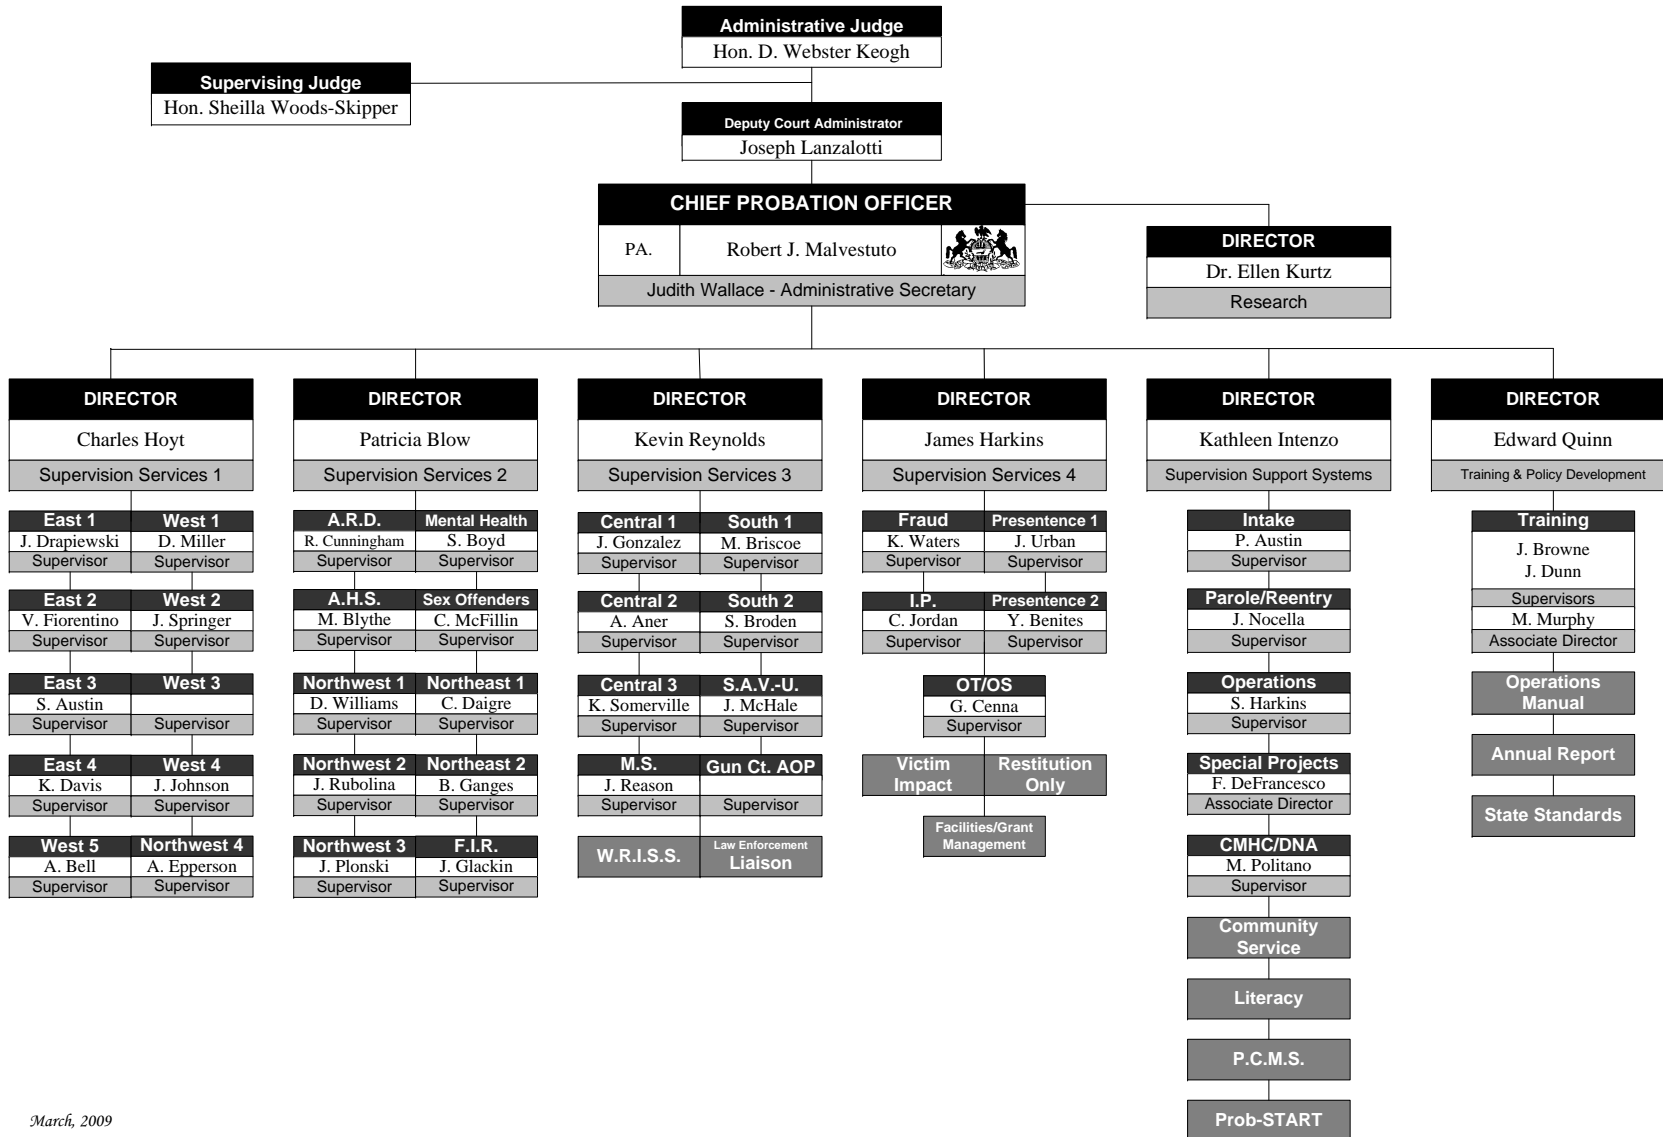 Administrative Judge
Hon. D. Webster Keogh
Supervising Judge
Hon. Sheilla Woods-Skipper
Deputy Court Administrator
Joseph Lanzalotti
CHIEF PROBATION OFFICER
PA.
Robert J. Malvestuto
Judith Wallace - Administrative Secretary
DIRECTOR
Dr. Ellen Kurtz
Research
DIRECTOR
Charles Hoyt
Supervision Services 1
East 1
J. Drapiewski
Supervisor
West 1
D. Miller
Supervisor
East 2
V. Fiorentino
Supervisor
West 2
J. Springer
Supervisor
East 3
S. Austin
West 3
Supervisor
East 4
K. Davis
Supervisor
West 4
J. Johnson
Supervisor
West 5
A. Bell
Supervisor
Northwest 4
A. Epperson
Supervisor
DIRECTOR
Patricia Blow
Supervision Services 2
A.R.D.
R. Cunningham
Supervisor
Mental Health
S. Boyd
Supervisor
A.H.S.
M. Blythe
Supervisor
Sex Offenders
C. McFillin
Supervisor
Northwest 1
D. Williams
Supervisor
Northeast 1
C. Daigre
Supervisor
Northwest 2
J. Rubolina
Supervisor
Northeast 2
B. Ganges
Supervisor
Northwest 3
J. Plonski
Supervisor
F.I.R.
J. Glackin
Supervisor
DIRECTOR
Kevin Reynolds
Supervision Services 3
Central 1
J. Gonzalez
Supervisor
South 1
M. Briscoe
Supervisor
Central 2
A. Aner
Supervisor
South 2
S. Broden
Supervisor
Central 3
K. Somerville
Supervisor
S.A.V.-U.
J. McHale
Supervisor
M.S.
J. Reason
Supervisor
Gun Ct. AOP
Supervisor
W.R.I.S.S.
Law Enforcement
Liaison
DIRECTOR
James Harkins
Supervision Services 4
Fraud
K. Waters
Supervisor
Presentence 1
J. Urban
Supervisor
I.P.
C. Jordan
Supervisor
Presentence 2
Y. Benites
Supervisor
OT/OS
G. Cenna
Supervisor
Victim
Impact
Restitution
Only
Facilities/Grant
Management
DIRECTOR
Kathleen Intenzo
Supervision Support Systems
Intake
P. Austin
Supervisor
Parole/Reentry
J. Nocella
Supervisor
Operations
S. Harkins
Supervisor
Special Projects
F. DeFrancesco
Associate Director
CMHC/DNA
M. Politano
Supervisor
Community
Service
Literacy
P.C.M.S.
Prob-START
DIRECTOR
Edward Quinn
Training & Policy Development
Training
J. Browne
J. Dunn
Supervisors
M. Murphy
Associate Director
Operations
Manual
Annual Report
State Standards
March, 2009